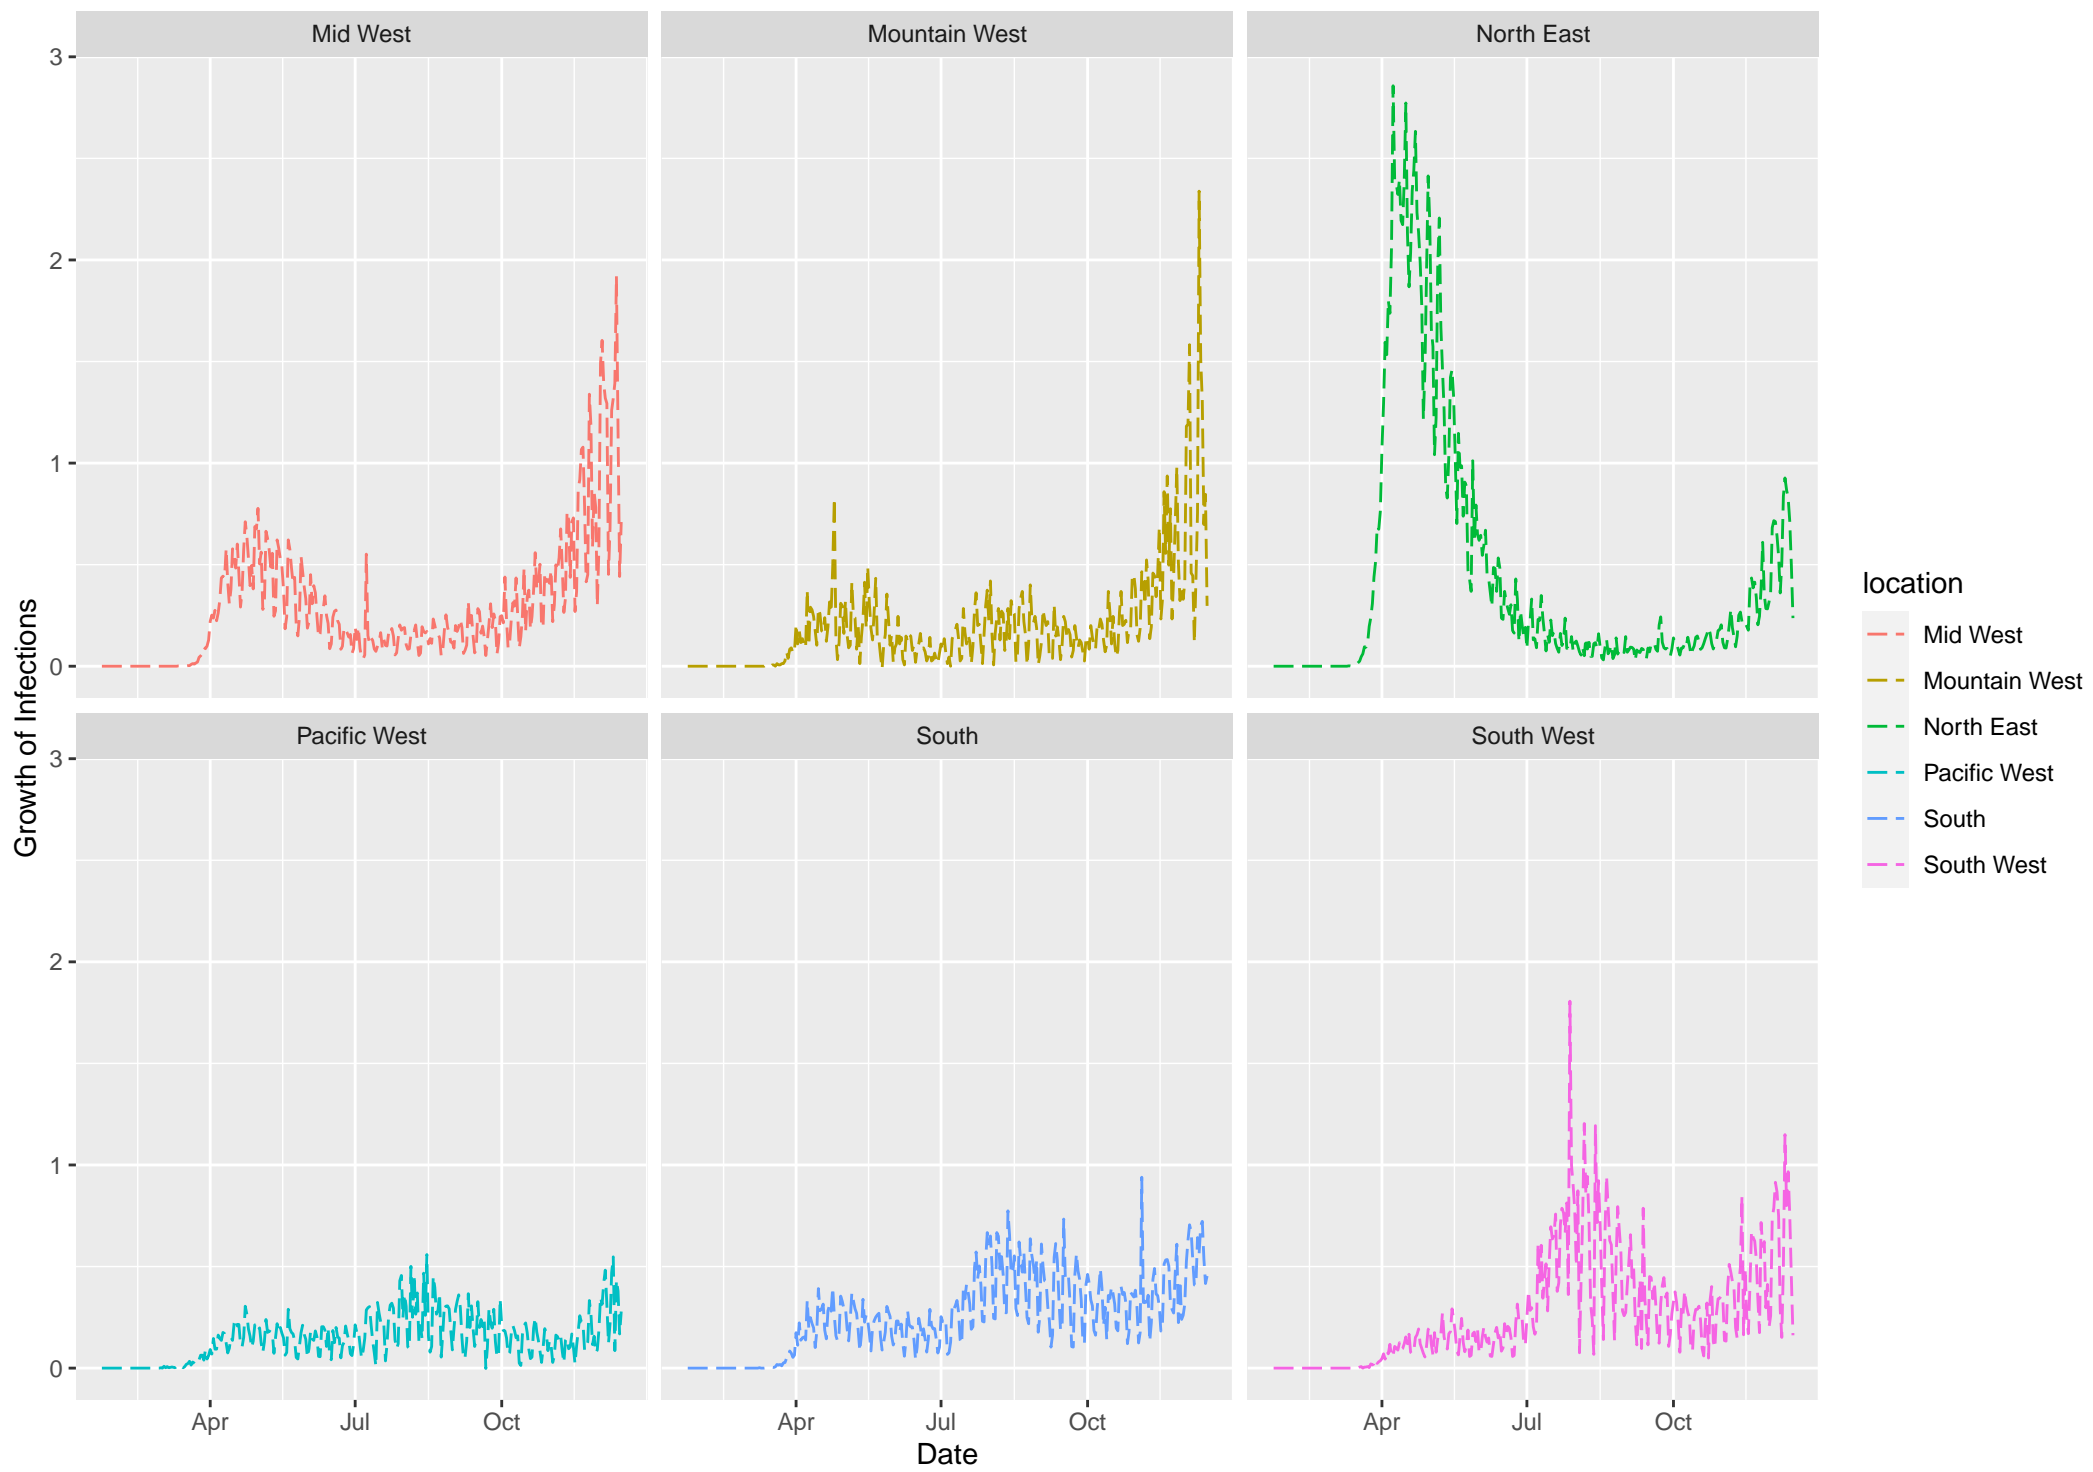 Mid West
Mountain West
North East
3
2
1
0
Pacific West
South
South West
3
2
1
0
Apr
Jul
Oct
Apr
Jul
Oct
Apr
Jul
Oct
Date
Growth of Infections
location
Mid West
Mountain West
North East
Pacific West
South
South West